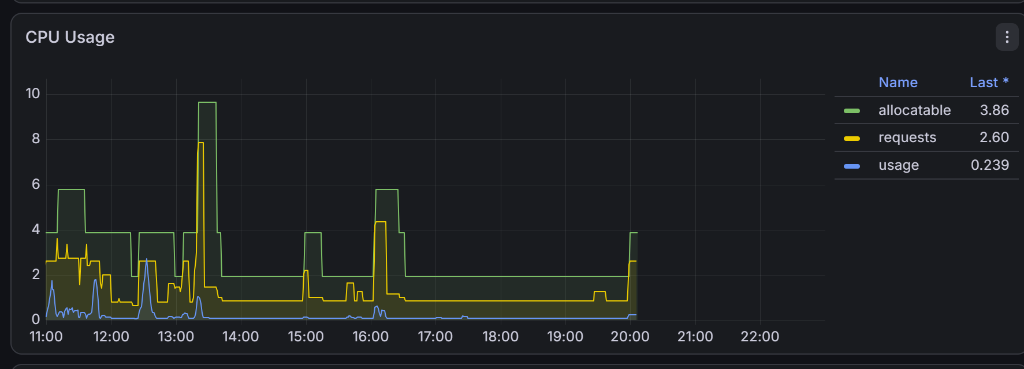 CPU Usage
Name Last *
allocatable 3.86
requests 2.60
usage 0.239
10
8
6
4
2
0
11:00 12:00 13:00 14:00 15:00 16:00 17:00 18:00 19:00 20:00 21:00 22:00